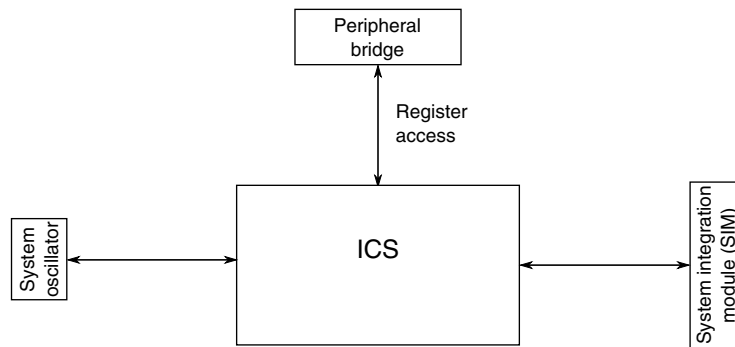 Peripheral
bridge
Register
access
ICS
System
oscillator
System integration
module (SIM)